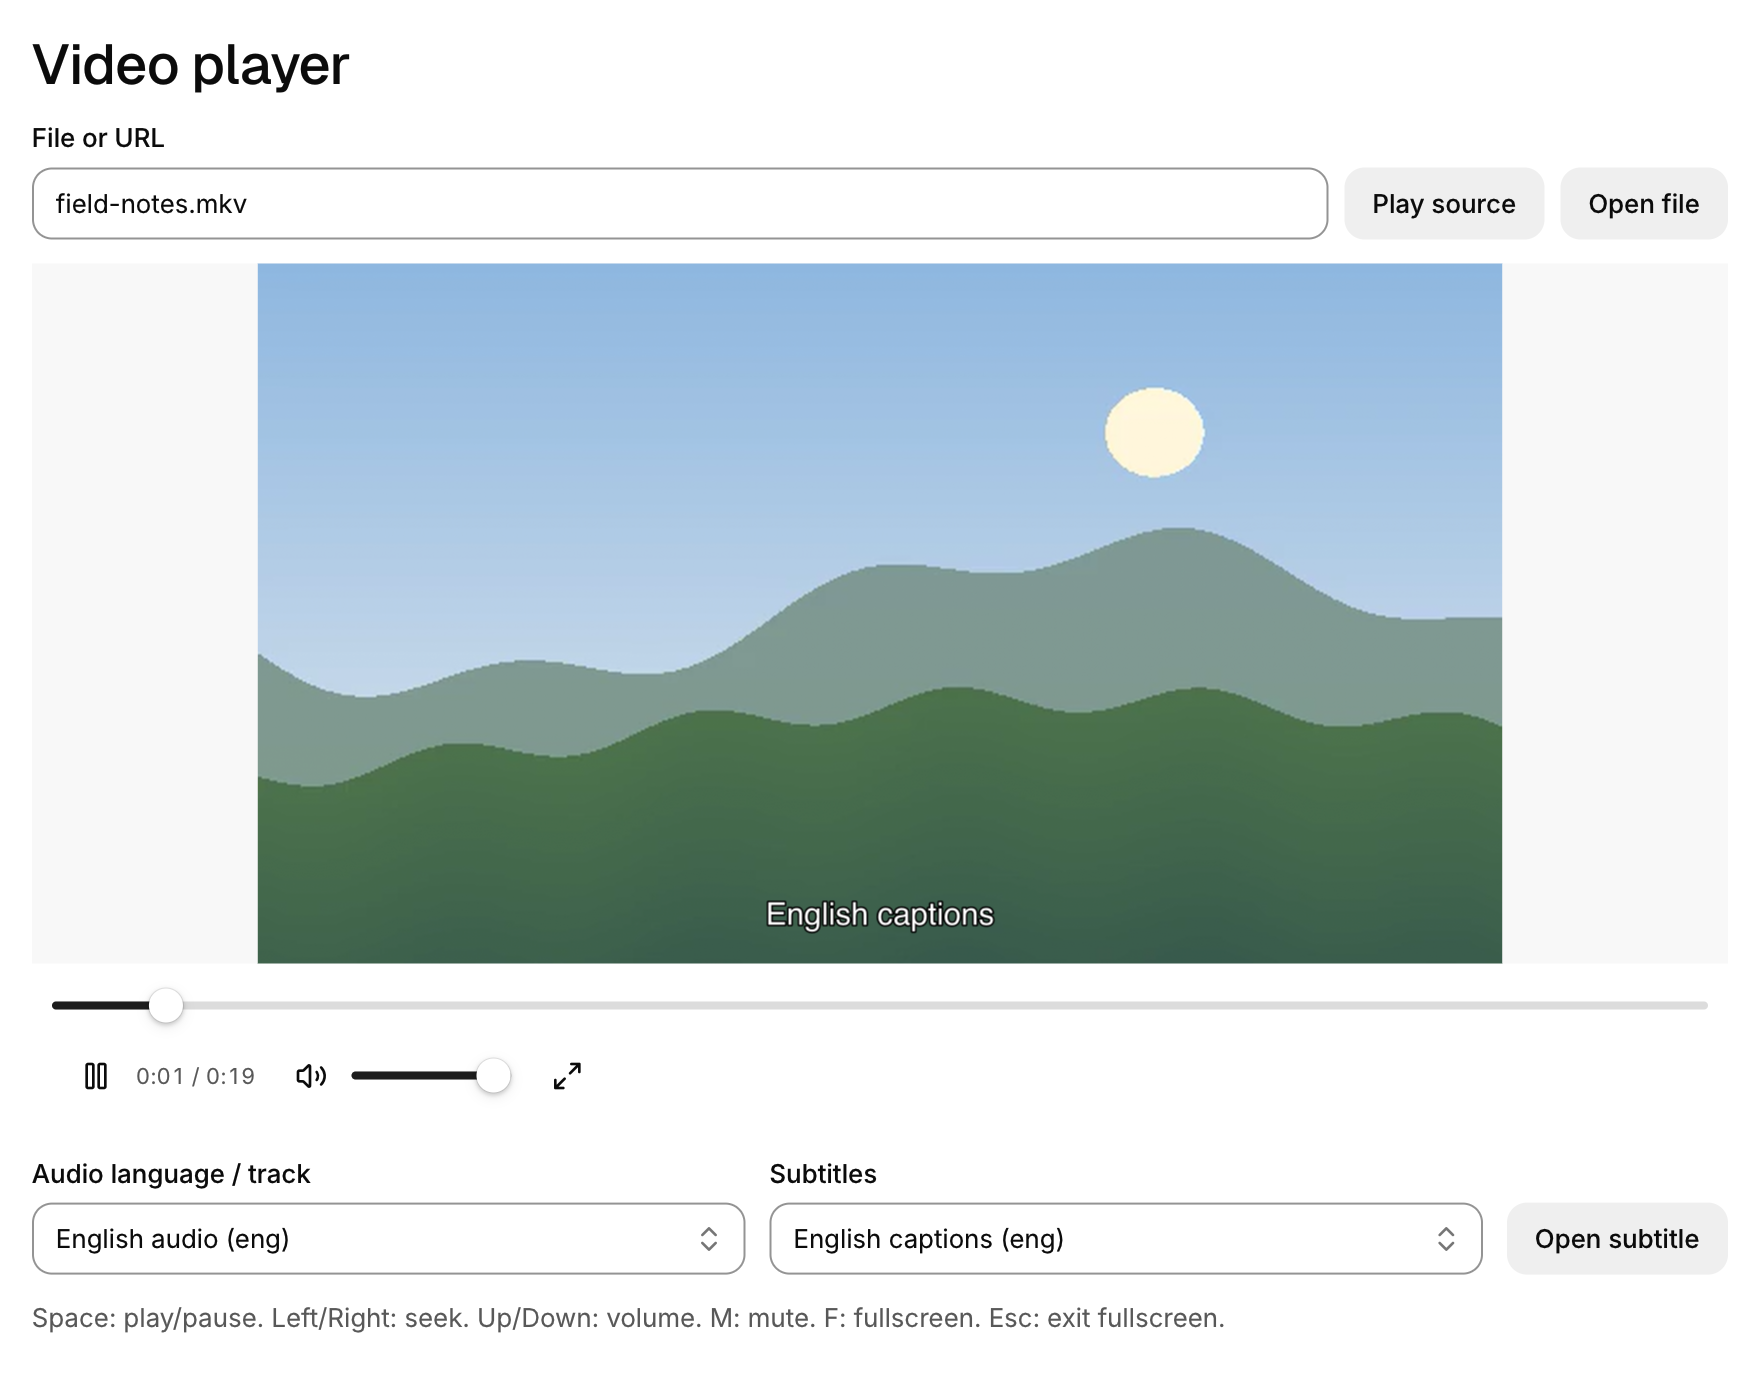 Video player
File or URL
field-notes.mkv
Play source
Open file
English captions
0:01 / 0:19
Audio language / track
Subtitles
English audio (eng)
English captions (eng)
Open subtitle
Space: play/pause. Left/Right: seek. Up/Down: volume. M: mute. F: fullscreen. Esc: exit fullscreen.